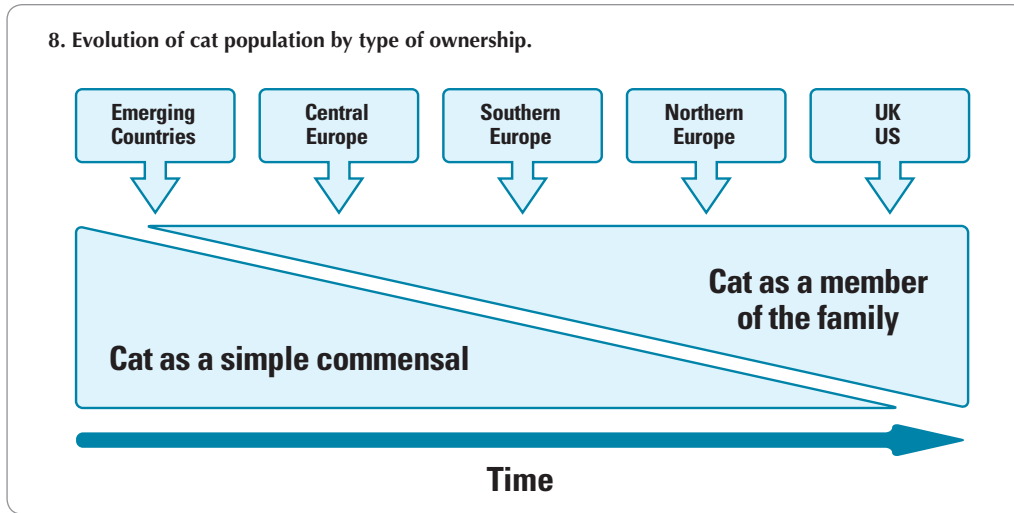 8. Evolution of cat population by type of ownership.
Emerging
Countries
Central
Europe
Southern
Europe
Northern
Europe
UK
US
Cat as a member
of the family
Cat as a simple commensal
Time